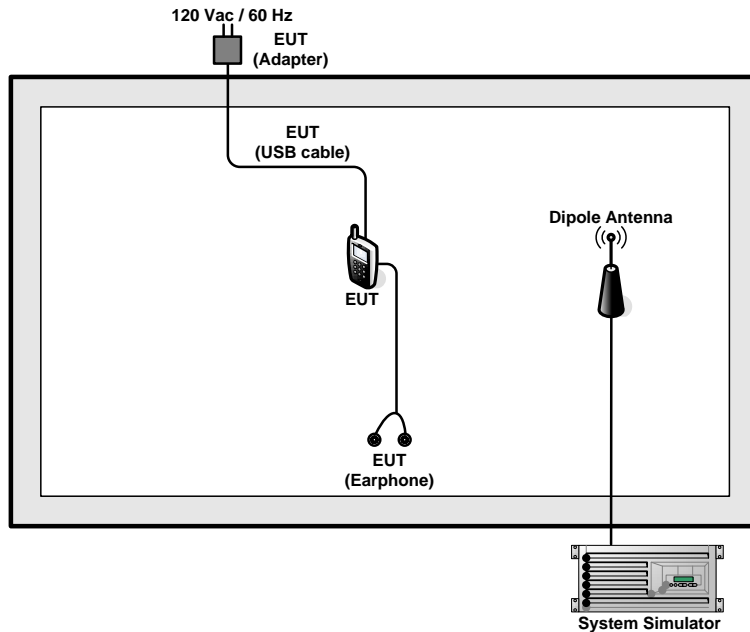 120 Vac / 60 Hz
EUT
(Adapter)
EUT
(USB cable)
Dipole Antenna
EUT
EUT
(Earphone)
System Simulator